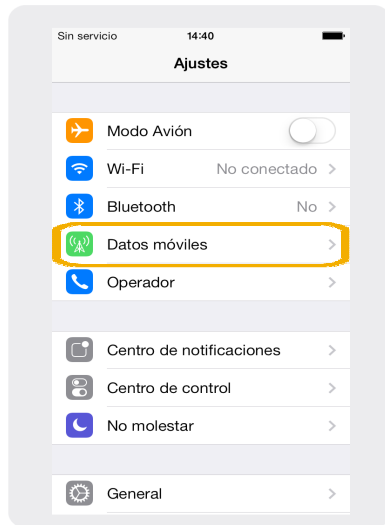 Sin servicio 14:40
Ajustes
Modo Avión
Wi-Fi No conectado
Bluetooth No
Datos móviles
Operador
Centro de notificaciones
Centro de control
No molestar
General